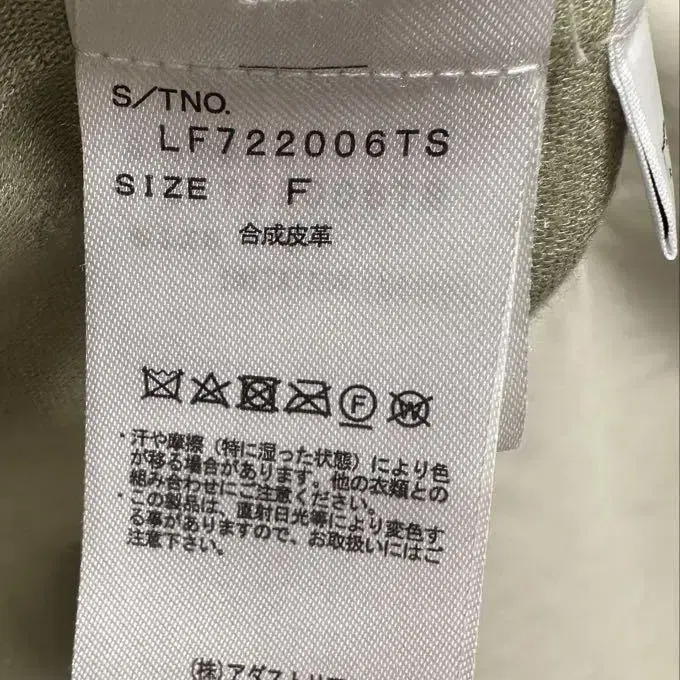 S/TNO.
LF722006TS
SIZE F
合成皮革
F
W
・汗や摩擦（特に湿った状態）により色
が移る場合があります。他の衣類との
組み合わせにご注意ください。
・この製品は、直射日光等により変色す
る事がありますので、お取扱いにはご
注意下さい。
(株)アダストリア